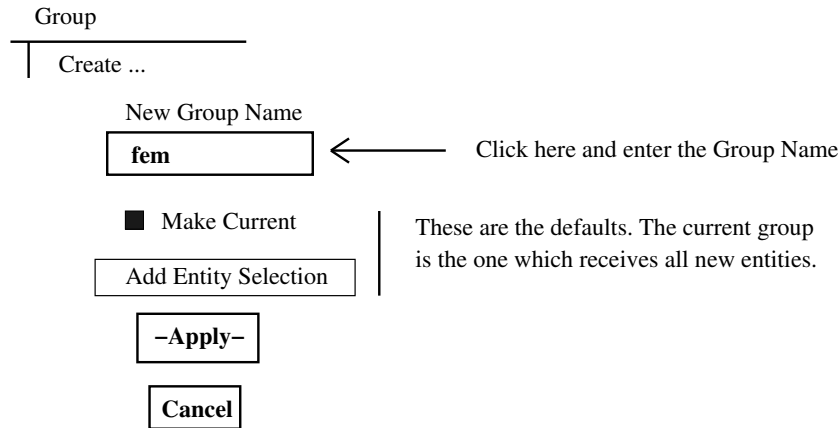 Group
Create ...
New Group Name
fem
Click here and enter the Group Name
Make Current
These are the defaults. The current group
is the one which receives all new entities.
Add Entity Selection
−Apply−
Cancel